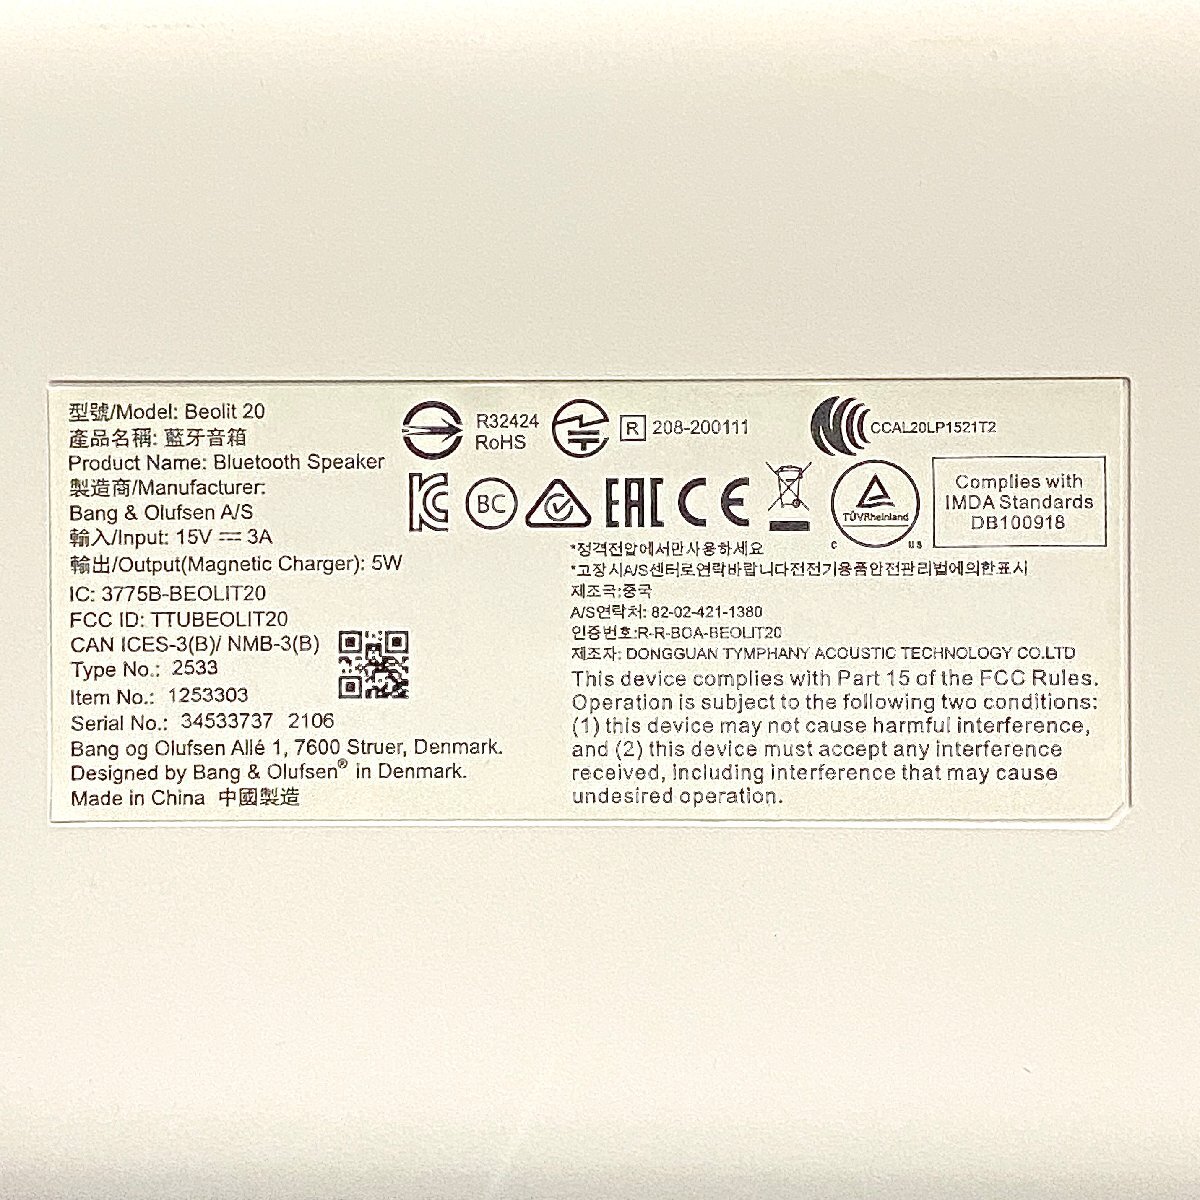 型號/Model: Beolit 20
產品名稱: 藍牙音箱
Product Name: Bluetooth Speaker
製造商/Manufacturer:
Bang & Olufsen A/S
輸入/Input: 15V ⎓ 3A
輸出/Output(Magnetic Charger): 5W
IC: 3775B-BEOLIT20
FCC ID: TTUBEOLIT20
CAN ICES-3(B)/ NMB-3(B)
Type No.: 2533
Item No.: 1253303
Serial No.: 34533737 2106
Bang og Olufsen Allé 1, 7600 Struer, Denmark.
Designed by Bang & Olufsen® in Denmark.
Made in China 中國製造
R32424
RoHS
R 208-200111
CCAL20LP1521T2
BC
EAC CE
TÜVRheinland
c us
Complies with
IMDA Standards
DB100918
*정격전압에서만사용하세요
*고장시A/S센터로연락바랍니다전전기용품안전관리법에의한표시
제조국:중국
A/S연락처: 82-02-421-1380
인증번호:R-R-BOA-BEOLIT20
제조자: DONGGUAN TYMPHANY ACOUSTIC TECHNOLOGY CO.LTD
This device complies with Part 15 of the FCC Rules.
Operation is subject to the following two conditions:
(1) this device may not cause harmful interference,
and (2) this device must accept any interference
received, including interference that may cause
undesired operation.